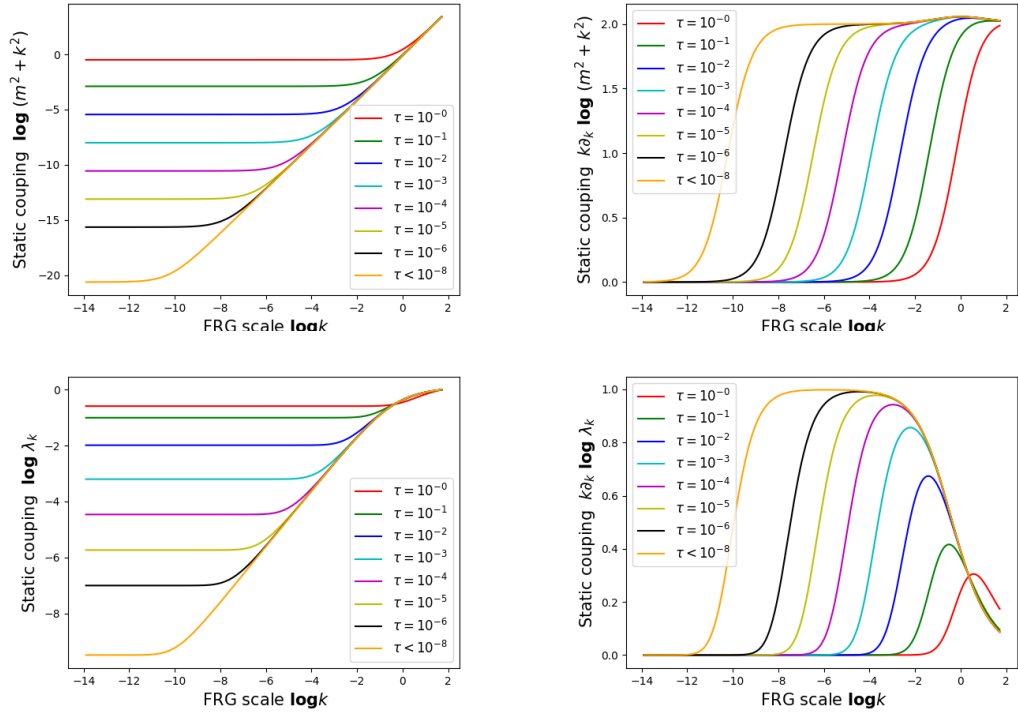 Static couping log (m² + k²)
0
−5
−10
−15
−20
τ = 10⁻⁰
τ = 10⁻¹
τ = 10⁻²
τ = 10⁻³
τ = 10⁻⁴
τ = 10⁻⁵
τ = 10⁻⁶
τ < 10⁻⁸
−14 −12 −10 −8 −6 −4 −2 0 2
FRG scale logk
Static couping k∂ₖ log (m² + k²)
2.0
1.5
1.0
0.5
0.0
τ = 10⁻⁰
τ = 10⁻¹
τ = 10⁻²
τ = 10⁻³
τ = 10⁻⁴
τ = 10⁻⁵
τ = 10⁻⁶
τ < 10⁻⁸
−14 −12 −10 −8 −6 −4 −2 0 2
FRG scale logk
Static couping log λₖ
0
−2
−4
−6
−8
τ = 10⁻⁰
τ = 10⁻¹
τ = 10⁻²
τ = 10⁻³
τ = 10⁻⁴
τ = 10⁻⁵
τ = 10⁻⁶
τ < 10⁻⁸
−14 −12 −10 −8 −6 −4 −2 0 2
FRG scale logk
Static couping k∂ₖ log λₖ
1.0
0.8
0.6
0.4
0.2
0.0
τ = 10⁻⁰
τ = 10⁻¹
τ = 10⁻²
τ = 10⁻³
τ = 10⁻⁴
τ = 10⁻⁵
τ = 10⁻⁶
τ < 10⁻⁸
−14 −12 −10 −8 −6 −4 −2 0 2
FRG scale logk